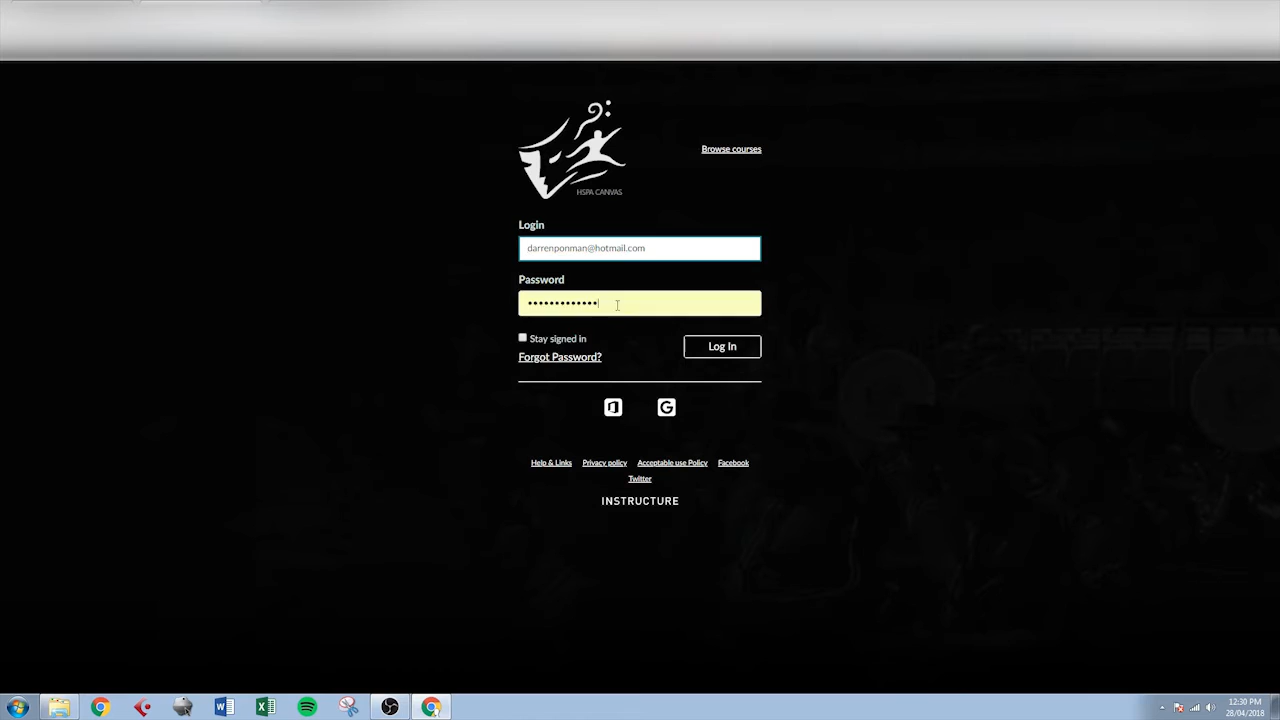 Browse courses
HSPA CANVAS
Login
darrenponman@hotmail.com
Password
•••••••••••••
Stay signed in
Log In
Forgot Password?
Help & Links Privacy policy Acceptable use Policy Facebook
Twitter
INSTRUCTURE
12:30 PM
28/04/2018